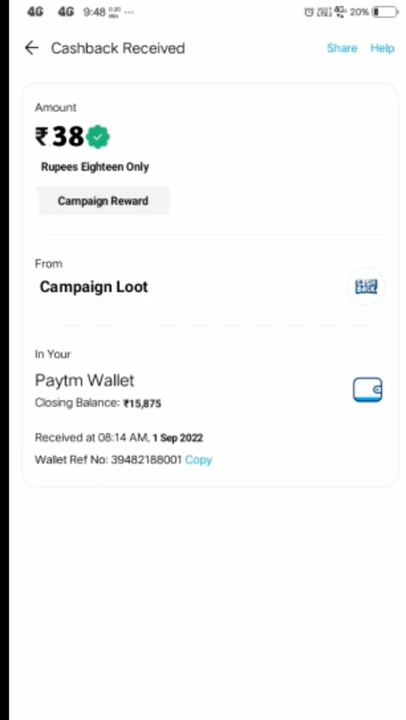 4G 4G 9:48 ... 20%
← Cashback Received Share Help
Amount
₹38
Rupees Eighteen Only
Campaign Reward
From
Campaign Loot
In Your
Paytm Wallet
Closing Balance: ₹15,875
Received at 08:14 AM, 1 Sep 2022
Wallet Ref No: 39482188001 Copy